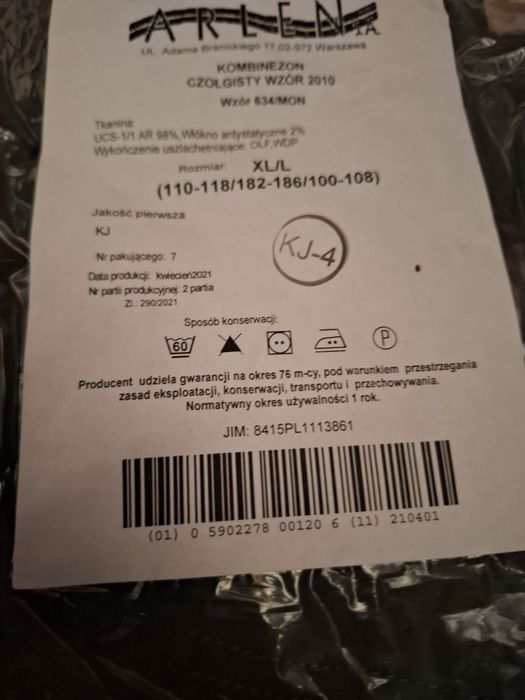 ARLEN S.A.
UL. Adama Branickiego 17, 02-972 Warszawa
KOMBINEZON
CZOŁGISTY WZÓR 2010
Wzór 634/MON
Tkanina:
UCS-1/1 AR 98%, Włókno antystatyczne 2%
Wykończenie uszlachetniające: OLF, WDP
Rozmiar: XL/L
(110-118/182-186/100-108)
Jakość pierwsza
KJ
KJ-4
Nr pakującego: 7
Data produkcji: kwiecień2021
Nr partii produkcyjnej: 2 partia
Zl.: 290/2021
Sposób konserwacji:
60 P
Producent udziela gwarancji na okres 76 m-cy, pod warunkiem przestrzegania
zasad eksploatacji, konserwacji, transportu i przechowywania.
Normatywny okres używalności 1 rok.
JIM: 8415PL1113861
(01) 0 5902278 00120 6 (11) 210401